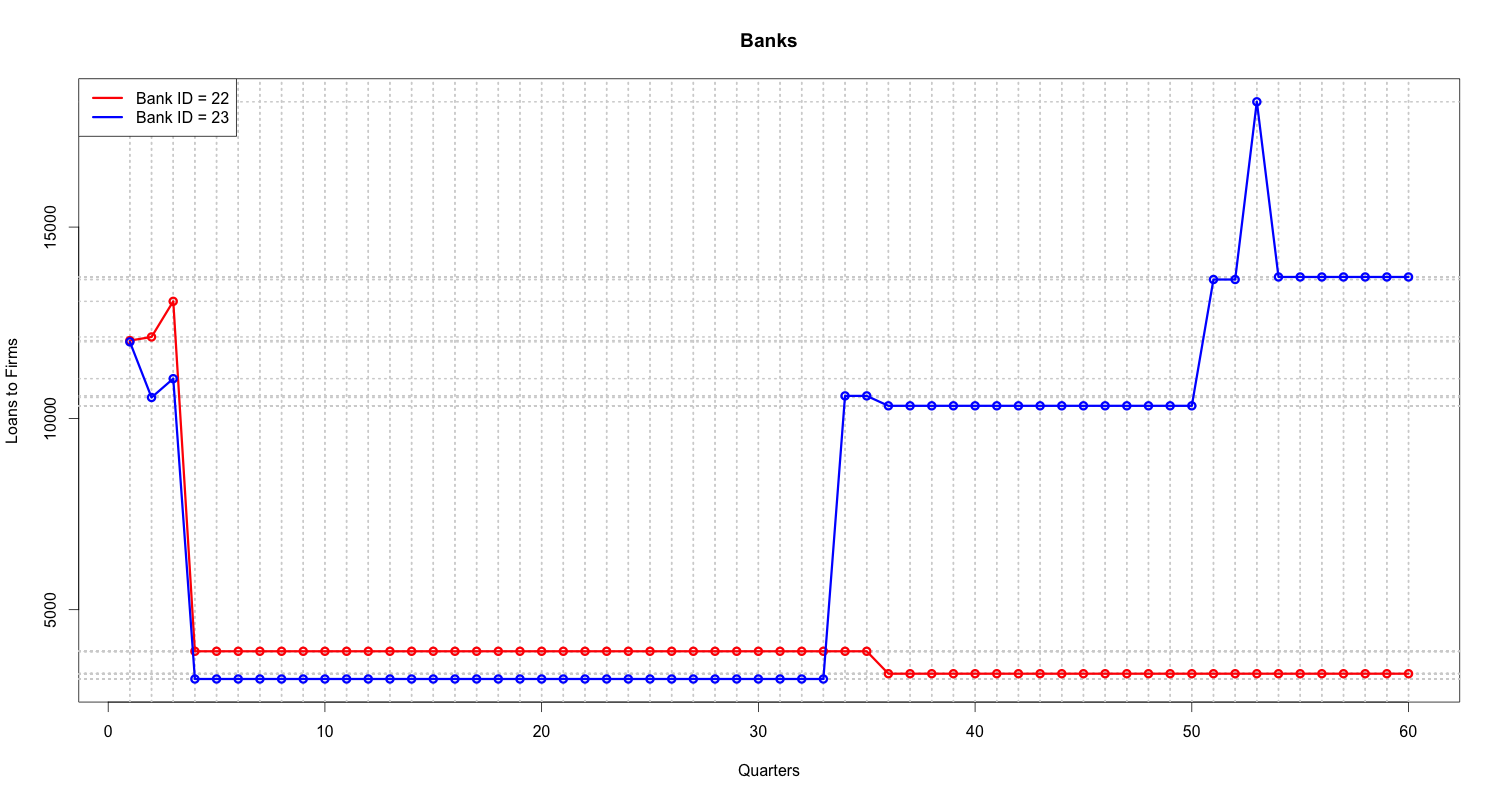 Banks
Bank ID = 22
Bank ID = 23
Loans to Firms
15000
10000
5000
0 10 20 30 40 50 60
Quarters